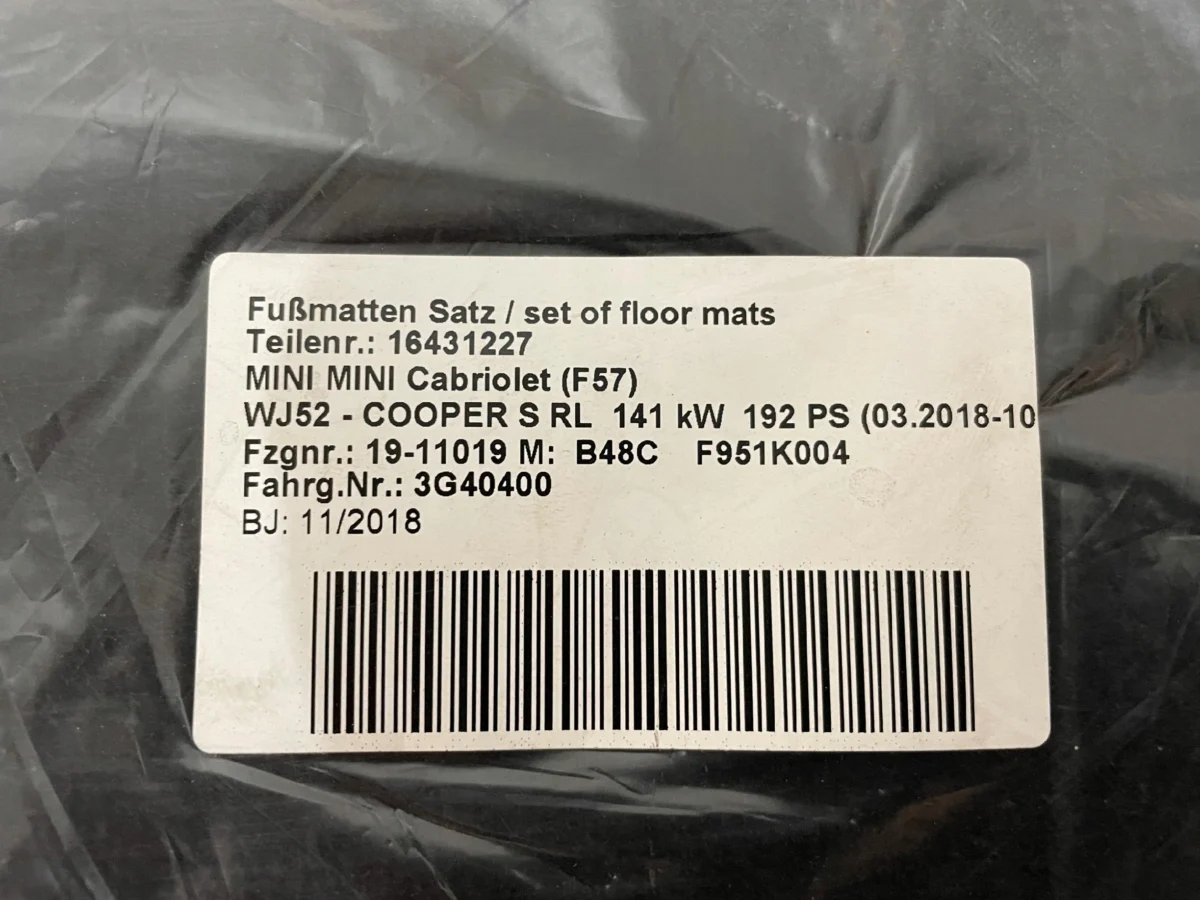 Fußmatten Satz / set of floor mats
Teilenr.: 16431227
MINI MINI Cabriolet (F57)
WJ52 - COOPER S RL 141 kW 192 PS (03.2018-10
Fzgnr.: 19-11019 M: B48C F951K004
Fahrg.Nr.: 3G40400
BJ: 11/2018